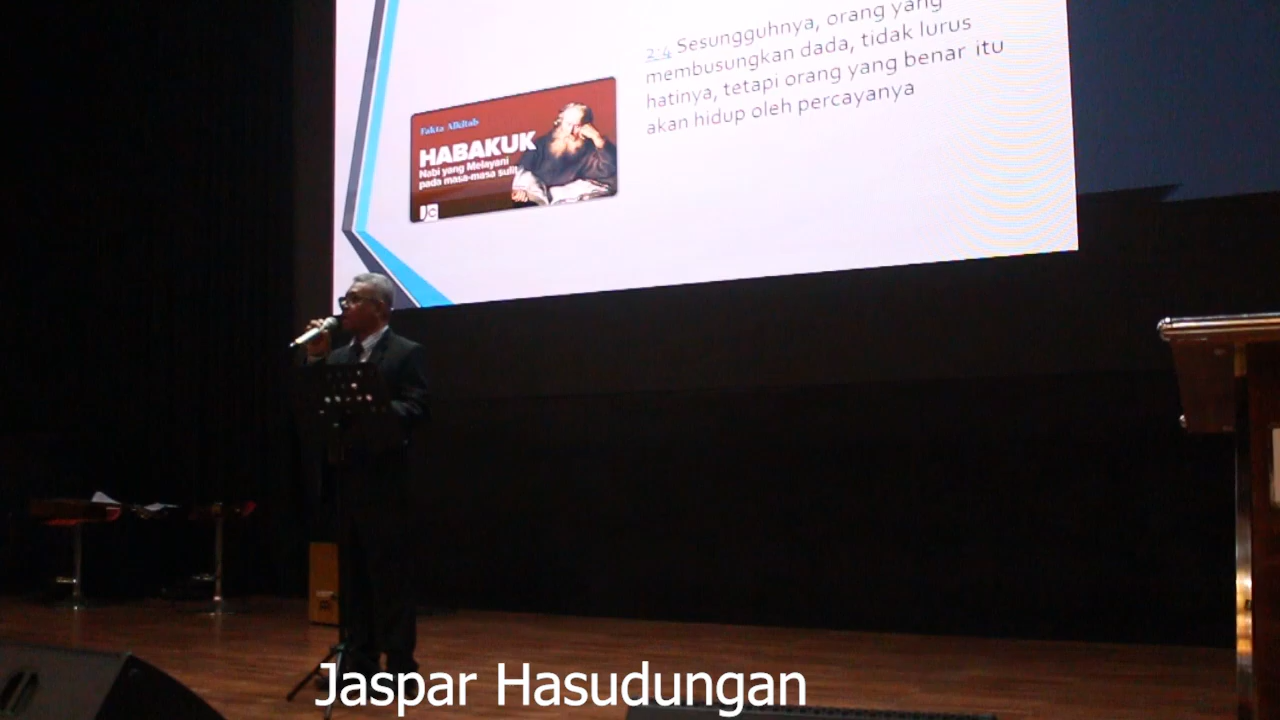 2:4 Sesungguhnya, orang yang
membusungkan dada, tidak lurus
hatinya, tetapi orang yang benar itu
akan hidup oleh percayanya
Fakta Alkitab
HABAKUK
Nabi yang Melayani
pada masa-masa sulit
JC
Jaspar Hasudungan